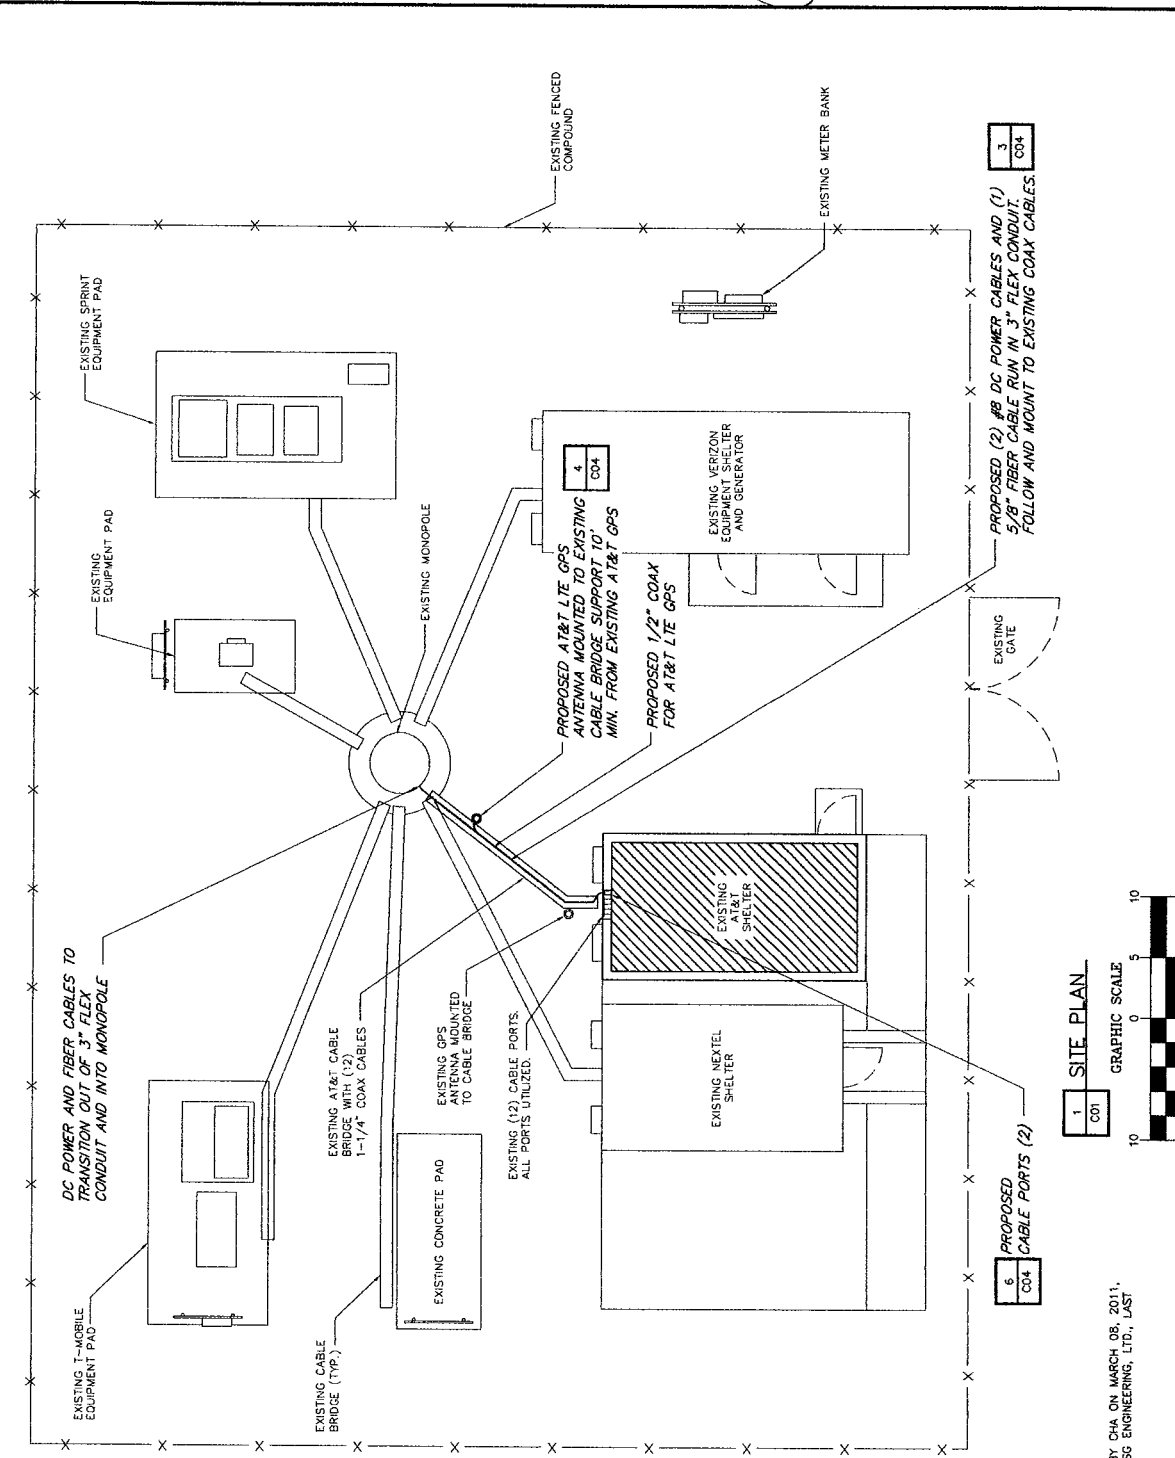 EXISTING FENCED
COMPOUND
EXISTING METER BANK
3
C04
PROPOSED (2) #8 DC POWER CABLES AND (1)
5/8" FIBER CABLE RUN IN 3" FLEX CONDUIT.
FOLLOW AND MOUNT TO EXISTING COAX CABLES.
EXISTING SPRINT
EQUIPMENT PAD
EXISTING
EQUIPMENT PAD
EXISTING MONOPOLE
4
C04
PROPOSED AT&T LTE GPS
ANTENNA MOUNTED TO EXISTING
CABLE BRIDGE SUPPORT 10'
MIN. FROM EXISTING AT&T GPS
EXISTING VERIZON
EQUIPMENT SHELTER
AND GENERATOR
PROPOSED 1/2" COAX
FOR AT&T LTE GPS
EXISTING
GATE
DC POWER AND FIBER CABLES TO
TRANSITION OUT OF 3" FLEX
CONDUIT AND INTO MONOPOLE
EXISTING AT&T CABLE
BRIDGE WITH (12)
1-1/4" COAX CABLES
EXISTING GPS
ANTENNA MOUNTED
TO CABLE BRIDGE
EXISTING (12) CABLE PORTS.
ALL PORTS UTILIZED.
EXISTING
AT&T
SHELTER
EXISTING NEXTEL
SHELTER
EXISTING T-MOBILE
EQUIPMENT PAD
EXISTING CABLE
BRIDGE (TYP.)
EXISTING CONCRETE PAD
6
C04
PROPOSED
CABLE PORTS (2)
1
C01
SITE PLAN
GRAPHIC SCALE
10
0
5
10
BY CHA ON MARCH 08, 2011,
SG ENGINEERING, LTD., LAST